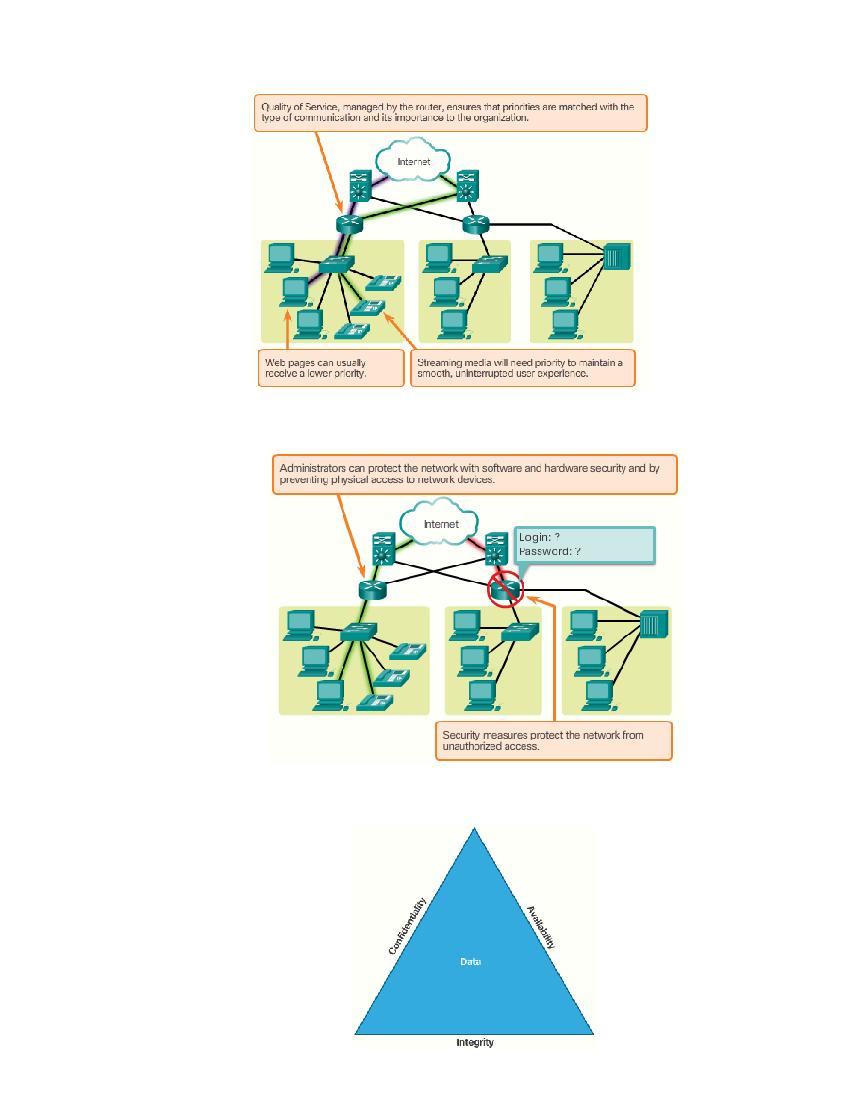 Quality of Service, managed by the router, ensures that priorities are matched with the
type of communication and its importance to the organization.
Internet
Web pages can usually
receive a lower priority.
Streaming media will need priority to maintain a
smooth, uninterrupted user experience.
Administrators can protect the network with software and hardware security and by
preventing physical access to network devices.
Internet
Login: ?
Password: ?
Security measures protect the network from
unauthorized access.
Confidentiality
Availability
Data
Integrity